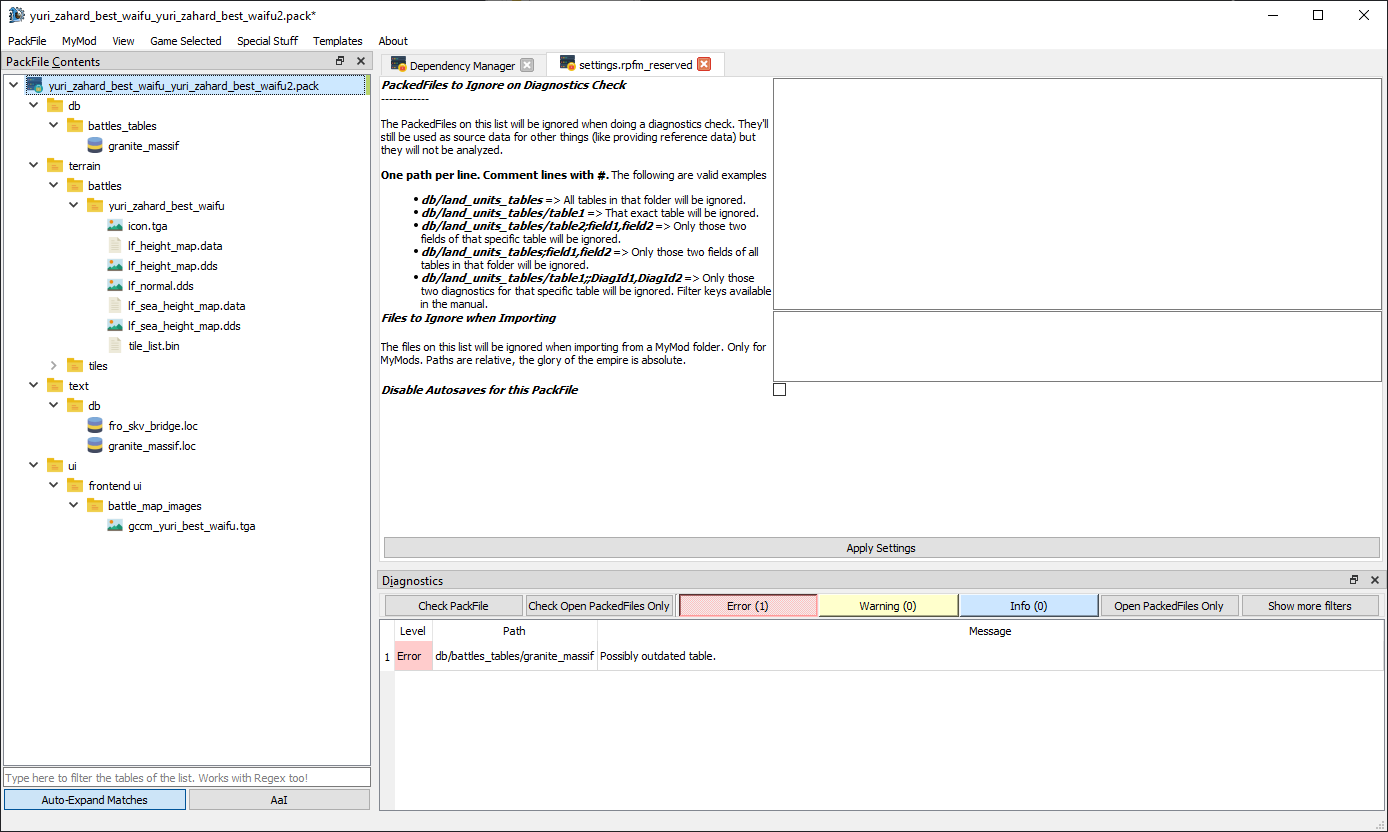 yuri_zahard_best_waifu_yuri_zahard_best_waifu2.pack*
PackFile MyMod View Game Selected Special Stuff Templates About
PackFile Contents
yuri_zahard_best_waifu_yuri_zahard_best_waifu2.pack
db
battles_tables
granite_massif
terrain
battles
yuri_zahard_best_waifu
icon.tga
lf_height_map.data
lf_height_map.dds
lf_normal.dds
lf_sea_height_map.data
lf_sea_height_map.dds
tile_list.bin
tiles
text
db
fro_skv_bridge.loc
granite_massif.loc
ui
frontend ui
battle_map_images
gccm_yuri_best_waifu.tga
Type here to filter the tables of the list. Works with Regex too!
Auto-Expand Matches AaI
Dependency Manager settings.rpfm_reserved
PackedFiles to Ignore on Diagnostics Check
------------
The PackedFiles on this list will be ignored when doing a diagnostics check. They'll
still be used as source data for other things (like providing reference data) but
they will not be analyzed.
One path per line. Comment lines with #. The following are valid examples
• db/land_units_tables => All tables in that folder will be ignored.
• db/land_units_tables/table1 => That exact table will be ignored.
• db/land_units_tables/table2;field1,field2 => Only those two
fields of that specific table will be ignored.
• db/land_units_tables;field1,field2 => Only those two fields of all
tables in that folder will be ignored.
• db/land_units_tables/table1;;DiagId1,DiagId2 => Only those
two diagnostics for that specific table will be ignored. Filter keys available
in the manual.
Files to Ignore when Importing
The files on this list will be ignored when importing from a MyMod folder. Only for
MyMods. Paths are relative, the glory of the empire is absolute.
Disable Autosaves for this PackFile
Apply Settings
Diagnostics
Check PackFile Check Open PackedFiles Only Error (1) Warning (0) Info (0) Open PackedFiles Only Show more filters
Level Path Message
1 Error db/battles_tables/granite_massif Possibly outdated table.